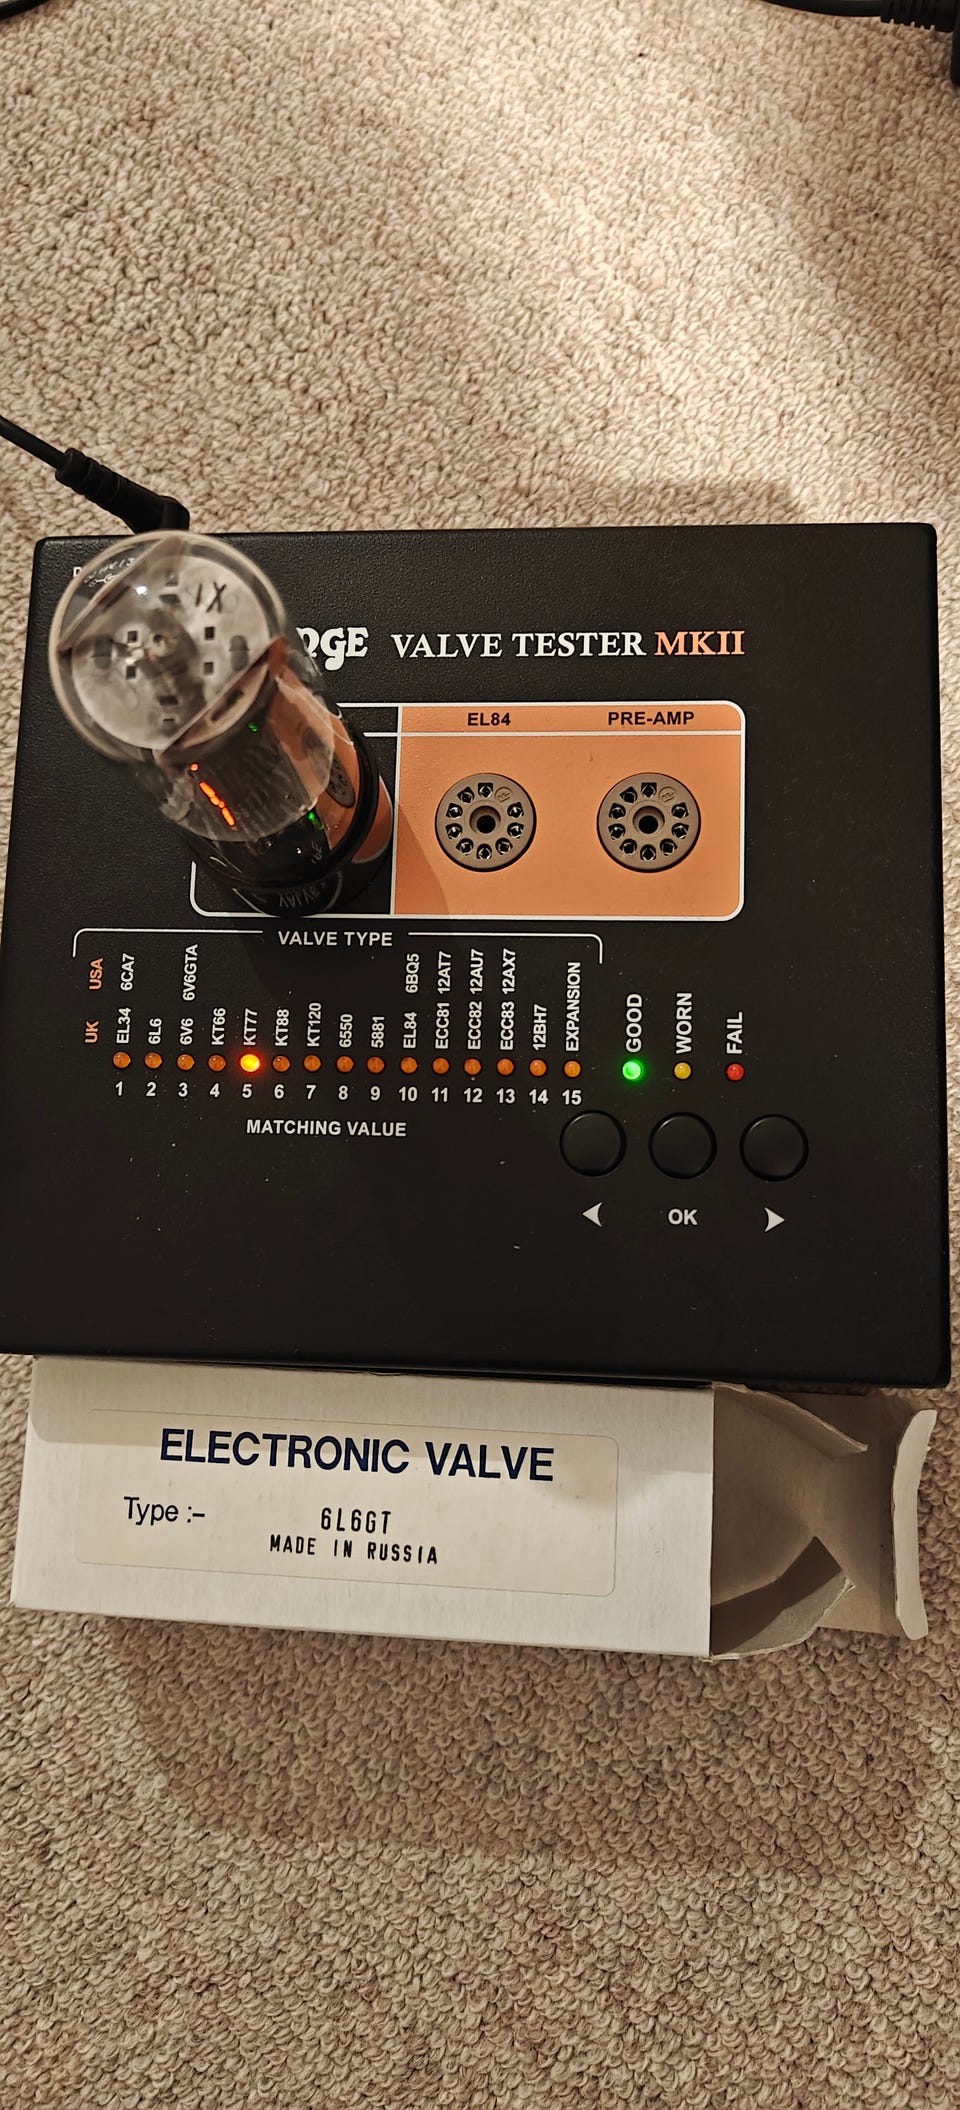 VALVE TESTER MKII
EL84 PRE-AMP
VALVE TYPE
USA 6CA7 6V6GTA 6BQ5 12AT7 12AU7 12AX7
UK EL34 6L6 6V6 KT66 KT77 KT88 KT120 6550 5881 EL84 ECC81 ECC82 ECC83 12BH7 EXPANSION
GOOD WORN FAIL
1 2 3 4 5 6 7 8 9 10 11 12 13 14 15
MATCHING VALUE
OK
ELECTRONIC VALVE
Type :- 6L6GT
MADE IN RUSSIA